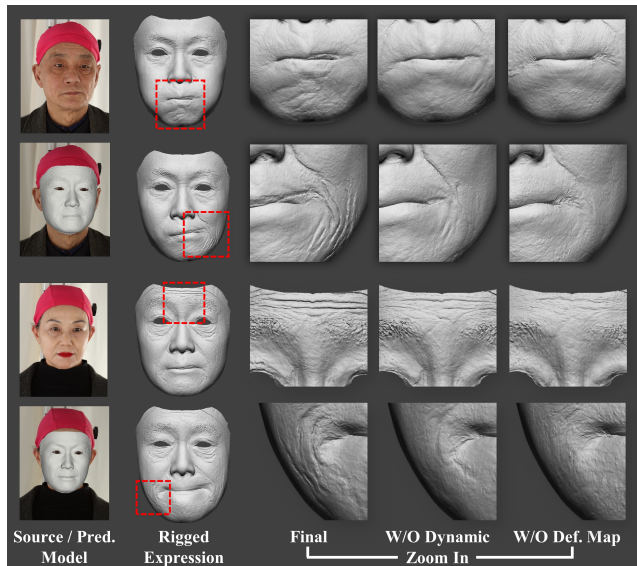 Source / Pred. Model
Rigged Expression
Final
W/O Dynamic
W/O Def. Map
Zoom In